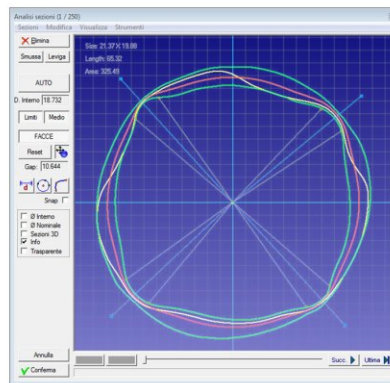 Analisi sezioni (1 / 250)
Sezioni Modifica Visualizza Strumenti
Elimina
Smussa Leviga
AUTO
D. Interno 18.732
Limiti Medio
FACCE
Reset
Gap: 10.644
d
Snap
Ø Interno
Ø Nominale
Sezioni 3D
Info
Trasparente
Annulla
Conferma
Size: 21.37 X 19.88
Length: 65.32
Area: 325.49
Succ. Ultima